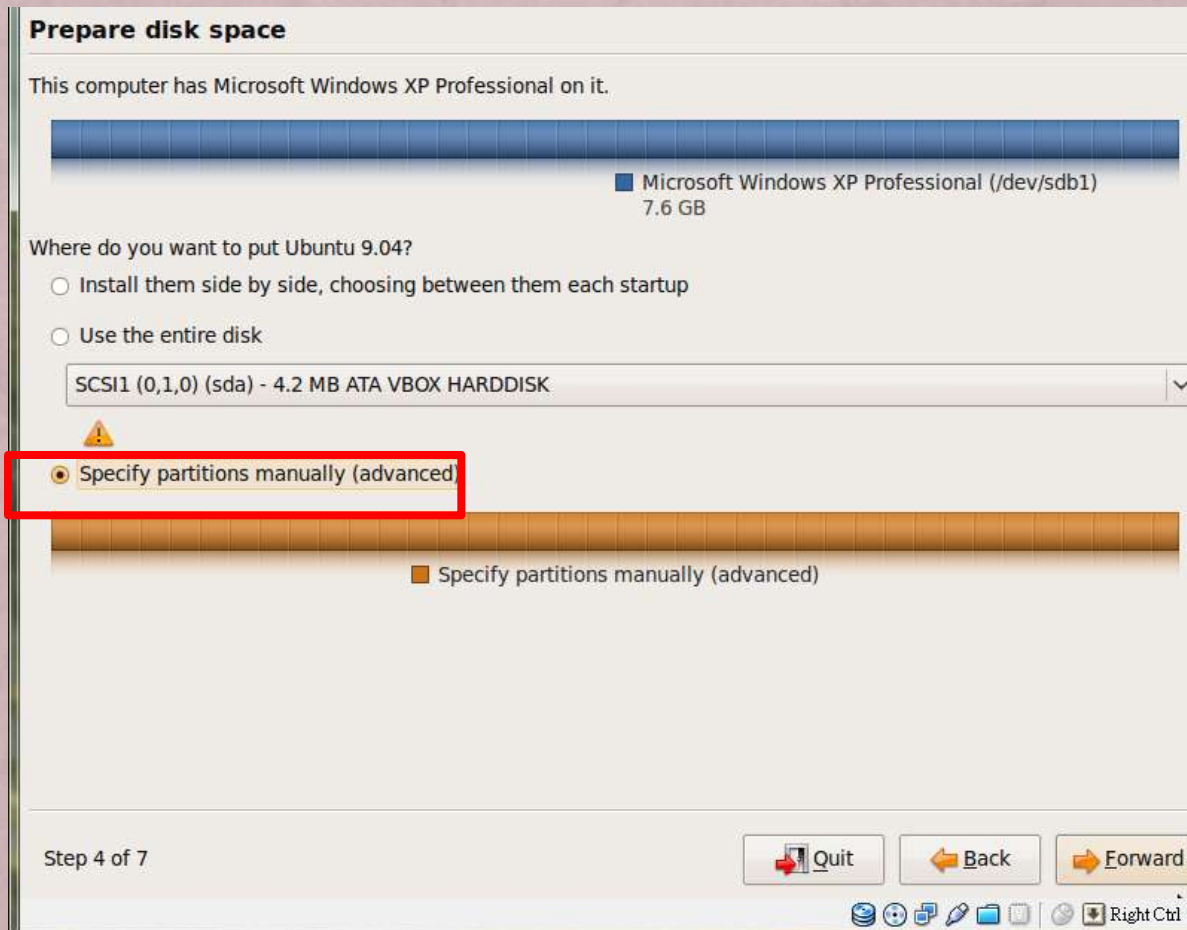 Prepare disk space
This computer has Microsoft Windows XP Professional on it.
Microsoft Windows XP Professional (/dev/sdb1)
7.6 GB
Where do you want to put Ubuntu 9.04?
Install them side by side, choosing between them each startup
Use the entire disk
SCSI1 (0,1,0) (sda) - 4.2 MB ATA VBOX HARDDISK
Specify partitions manually (advanced)
Specify partitions manually (advanced)
Step 4 of 7
Quit
Back
Forward
Right Ctrl